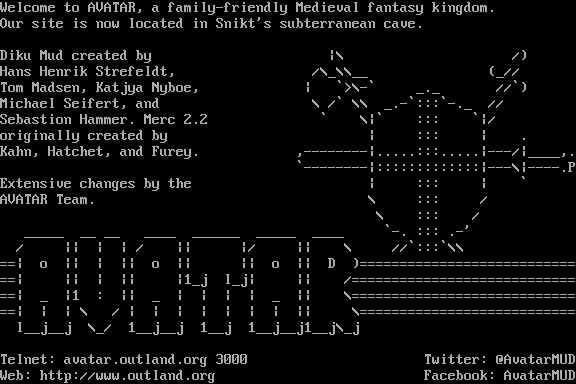 Welcome to AVATAR, a family-friendly Medieval fantasy kingdom.
Our site is now located in Snikt's subterranean cave.
Diku Mud created by
Hans Henrik Strefeldt,
Tom Madsen, Katjya Nyboe,
Michael Seifert, and
Sebastion Hammer. Merc 2.2
originally created by
Kahn, Hatchet, and Furey.
Extensive changes by the
AVATAR Team.
AVATAR
Telnet: avatar.outland.org 3000
Twitter: @AvatarMUD
Web: http://www.outland.org
Facebook: AvatarMUD